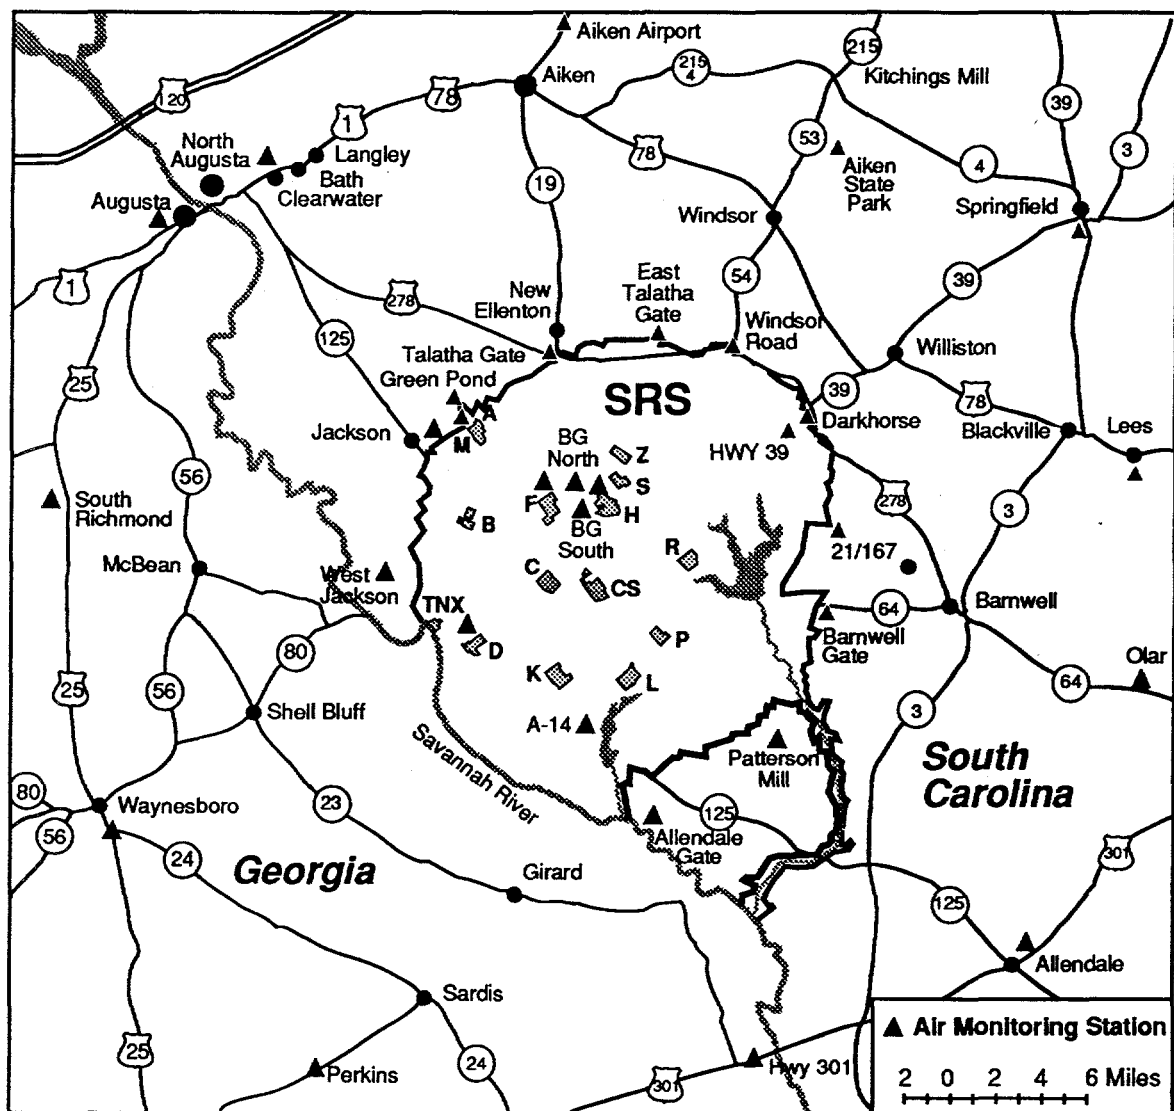 Aiken Airport
215
Kitchings Mill
215
4
120
78
Aiken
1
39
3
North
Augusta
Langley
Bath
Clearwater
78
53
Aiken
State
Park
4
19
Augusta
Windsor
Springfield
1
278
New
Ellenton
East
Talatha
Gate
54
39
Windsor
Road
125
Talatha Gate
Williston
25
Green Pond
SRS
39
78
A
Jackson
M
Darkhorse
Blackville
Lees
BG
North
Z
HWY 39
56
S
278
South
Richmond
F
H
3
B
BG
South
21/167
McBean
R
West
Jackson
C
CS
TNX
64
Barnwell
Barnwell
Gate
80
D
P
Olar
25
56
K
L
64
Shell Bluff
A-14
3
Savannah River
Patterson
Mill
South
Carolina
80
Waynesboro
23
125
56
Allendale
Gate
24
Georgia
Girard
301
125
Allendale
Sardis
Air Monitoring Station
25
24
Perkins
301
Hwy 301
2 0 2 4 6 Miles